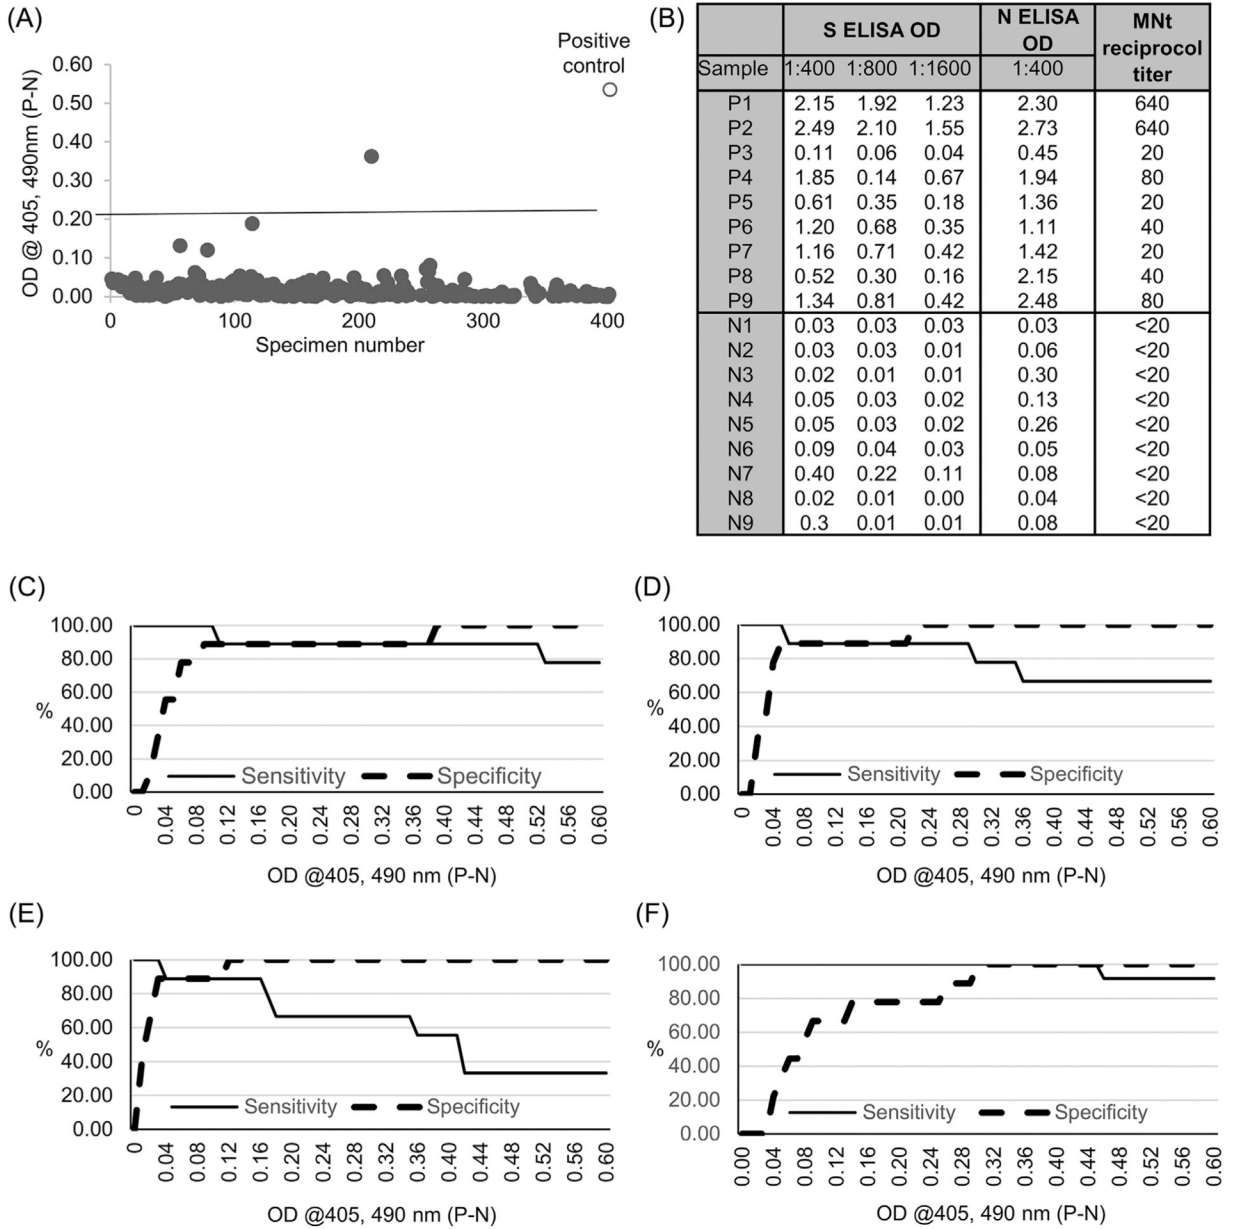 (A)
Positive
control
0.60
0.50
0.40
0.30
0.20
0.10
0.00
OD @ 405, 490nm (P-N)
0 100 200 300 400
Specimen number
(B)
S ELISA OD N ELISA OD MNt reciprocol titer
Sample 1:400 1:800 1:1600 1:400
P1 2.15 1.92 1.23 2.30 640
P2 2.49 2.10 1.55 2.73 640
P3 0.11 0.06 0.04 0.45 20
P4 1.85 0.14 0.67 1.94 80
P5 0.61 0.35 0.18 1.36 20
P6 1.20 0.68 0.35 1.11 40
P7 1.16 0.71 0.42 1.42 20
P8 0.52 0.30 0.16 2.15 40
P9 1.34 0.81 0.42 2.48 80
N1 0.03 0.03 0.03 0.03 <20
N2 0.03 0.03 0.01 0.06 <20
N3 0.02 0.01 0.01 0.30 <20
N4 0.05 0.03 0.02 0.13 <20
N5 0.05 0.03 0.02 0.26 <20
N6 0.09 0.04 0.03 0.05 <20
N7 0.40 0.22 0.11 0.08 <20
N8 0.02 0.01 0.00 0.04 <20
N9 0.3 0.01 0.01 0.08 <20
(C)
100.00
80.00
60.00
40.00
20.00
0.00
%
Sensitivity Specificity
0 0.04 0.08 0.12 0.16 0.20 0.24 0.28 0.32 0.36 0.40 0.44 0.48 0.52 0.56 0.60
OD @405, 490 nm (P-N)
(D)
100.00
80.00
60.00
40.00
20.00
0.00
%
Sensitivity Specificity
0 0.04 0.08 0.12 0.16 0.20 0.24 0.28 0.32 0.36 0.40 0.44 0.48 0.52 0.56 0.60
OD @405, 490 nm (P-N)
(E)
100.00
80.00
60.00
40.00
20.00
0.00
%
Sensitivity Specificity
0 0.04 0.08 0.12 0.16 0.20 0.24 0.28 0.32 0.36 0.40 0.44 0.48 0.52 0.56 0.60
OD @405, 490 nm (P-N)
(F)
100.00
80.00
60.00
40.00
20.00
0.00
%
Sensitivity Specificity
0.00 0.04 0.08 0.12 0.16 0.20 0.24 0.28 0.32 0.36 0.40 0.44 0.48 0.52 0.56 0.60
OD @405, 490 nm (P-N)